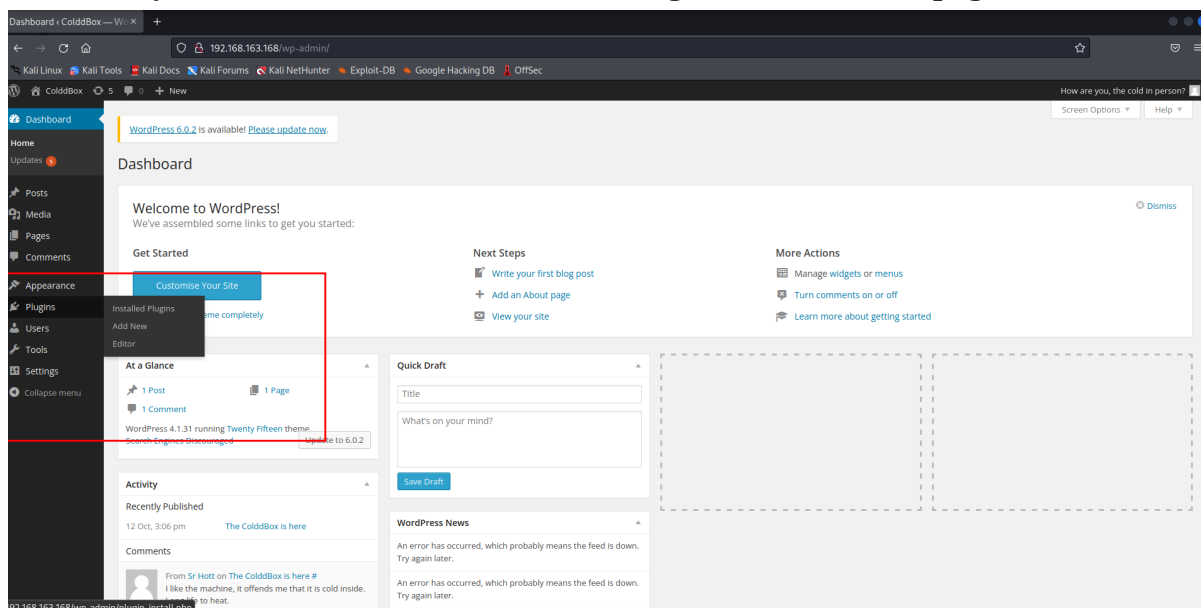 Dashboard ‹ ColddBox — W
192.168.163.168/wp-admin/
Kali Linux Kali Tools Kali Docs Kali Forums Kali NetHunter Exploit-DB Google Hacking DB OffSec
ColddBox 5 0 + New How are you, the cold in person?
Screen Options Help
Dashboard
Home
Updates 5
Posts
Media
Pages
Comments
Appearance
Plugins
Users
Tools
Settings
Collapse menu
Installed Plugins
Add New
Editor
WordPress 6.0.2 is available! Please update now.
Dashboard
Welcome to WordPress!
We've assembled some links to get you started:
Dismiss
Get Started
Customise Your Site
eme completely
Next Steps
Write your first blog post
Add an About page
View your site
More Actions
Manage widgets or menus
Turn comments on or off
Learn more about getting started
At a Glance
1 Post 1 Page
1 Comment
WordPress 4.1.31 running Twenty Fifteen theme.
Search Engines Discouraged
Update to 6.0.2
Activity
Recently Published
12 Oct, 3:06 pm The ColddBox is here
Comments
From Sr Hott on The ColddBox is here #
I like the machine, it offends me that it is cold inside.
life to heat.
Quick Draft
Title
What's on your mind?
Save Draft
WordPress News
An error has occurred, which probably means the feed is down.
Try again later.
An error has occurred, which probably means the feed is down.
Try again later.
192.168.163.168/wp-admin/plugin-install.php